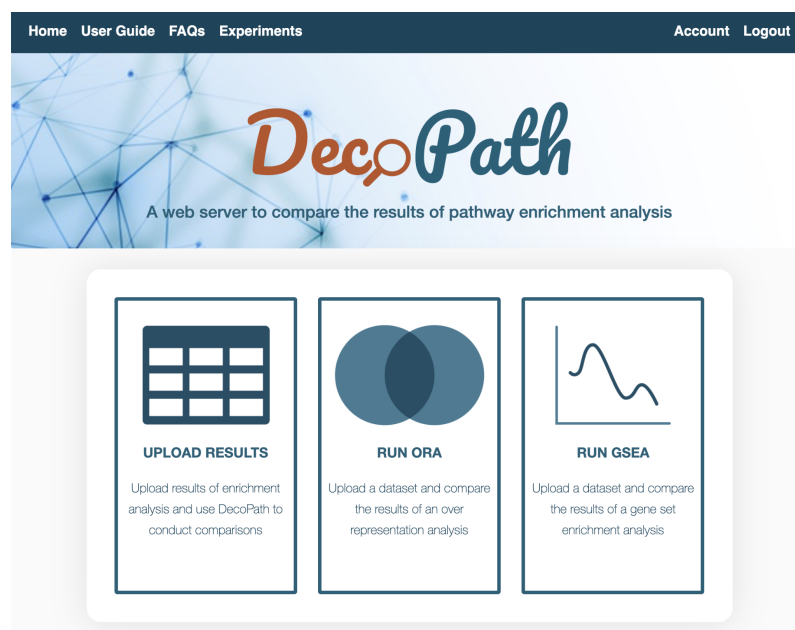 Home User Guide FAQs Experiments Account Logout
DecoPath
A web server to compare the results of pathway enrichment analysis
UPLOAD RESULTS
Upload results of enrichment
analysis and use DecoPath to
conduct comparisons
RUN ORA
Upload a dataset and compare
the results of an over
representation analysis
RUN GSEA
Upload a dataset and compare
the results of a gene set
enrichment analysis